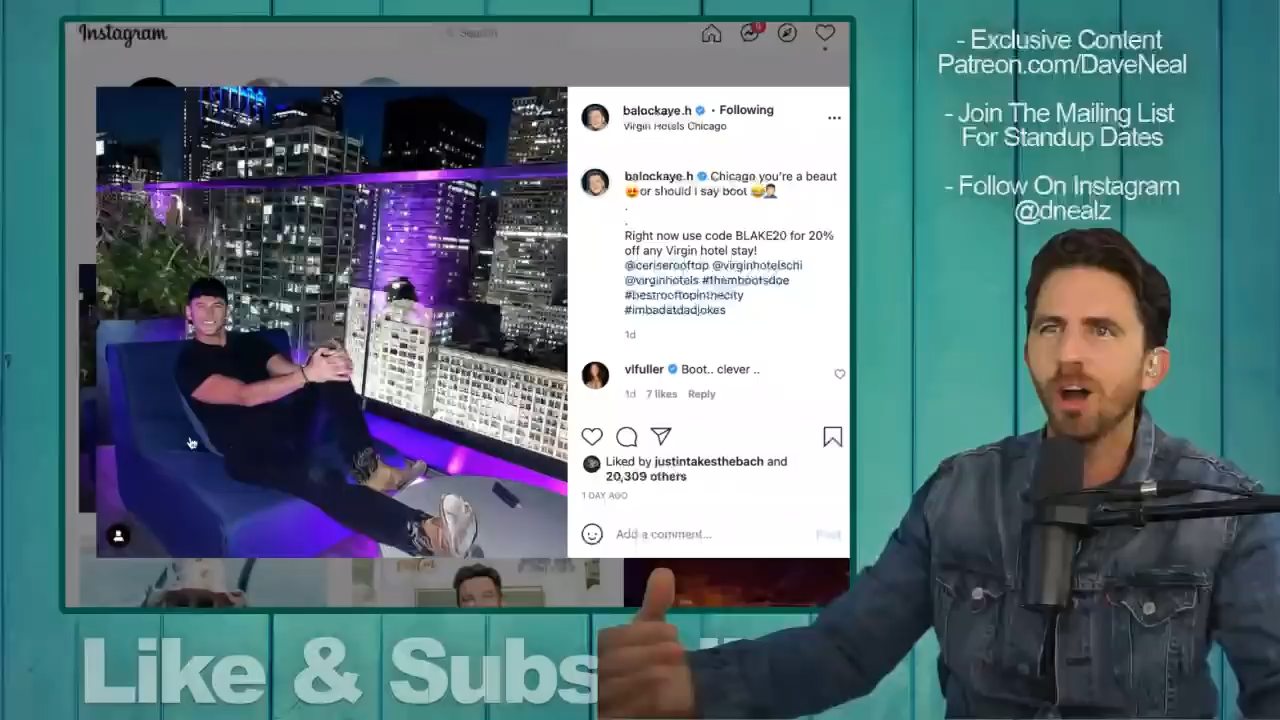 Instagram
Search
balockaye.h • Following
Virgin Hotels Chicago
balockaye.h Chicago you're a beaut
😍or should I say boot 😂🤦‍♂️
.
.
Right now use code BLAKE20 for 20%
off any Virgin hotel stay!
@ceriserooftop @virginhotelschi
@virginhotels #thembootsdoe
#bestrooftopinthecity
#imbadatdadjokes
1d
vlfuller Boot.. clever ..
1d 7 likes Reply
Liked by justintakesthebach and
20,309 others
1 DAY AGO
Add a comment...
Post
- Exclusive Content
Patreon.com/DaveNeal
- Join The Mailing List
For Standup Dates
- Follow On Instagram
@dnealz
Like & Subs